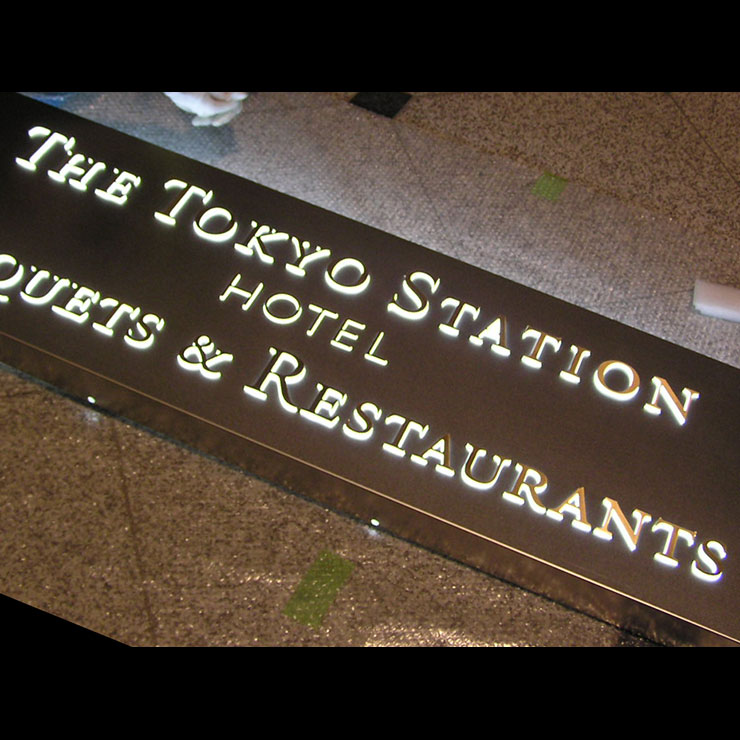 THE TOKYO STATION
HOTEL
QUETS & RESTAURANTS